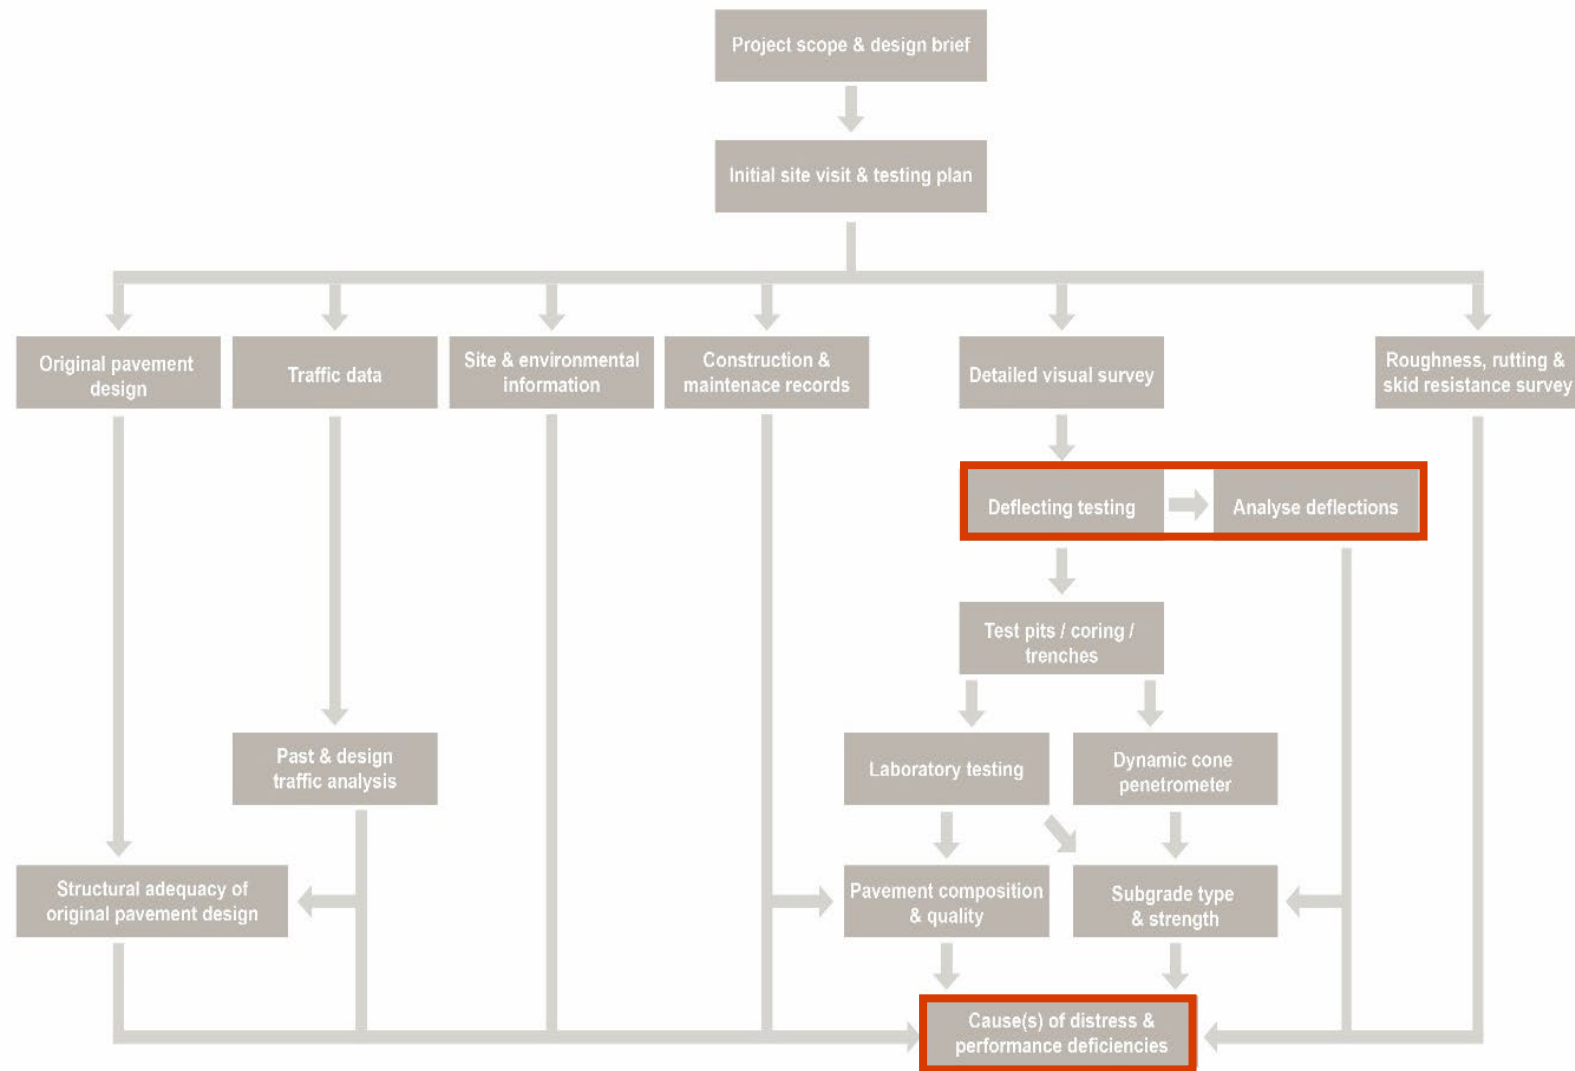 Project scope & design brief
Initial site visit & testing plan
Original pavement
design
Traffic data
Site & environmental
information
Construction &
maintenace records
Detailed visual survey
Roughness, rutting &
skid resistance survey
Deflecting testing
Analyse deflections
Test pits / coring /
trenches
Past & design
traffic analysis
Laboratory testing
Dynamic cone
penetrometer
Structural adequacy of
original pavement design
Pavement composition
& quality
Subgrade type
& strength
Cause(s) of distress &
performance deficiencies